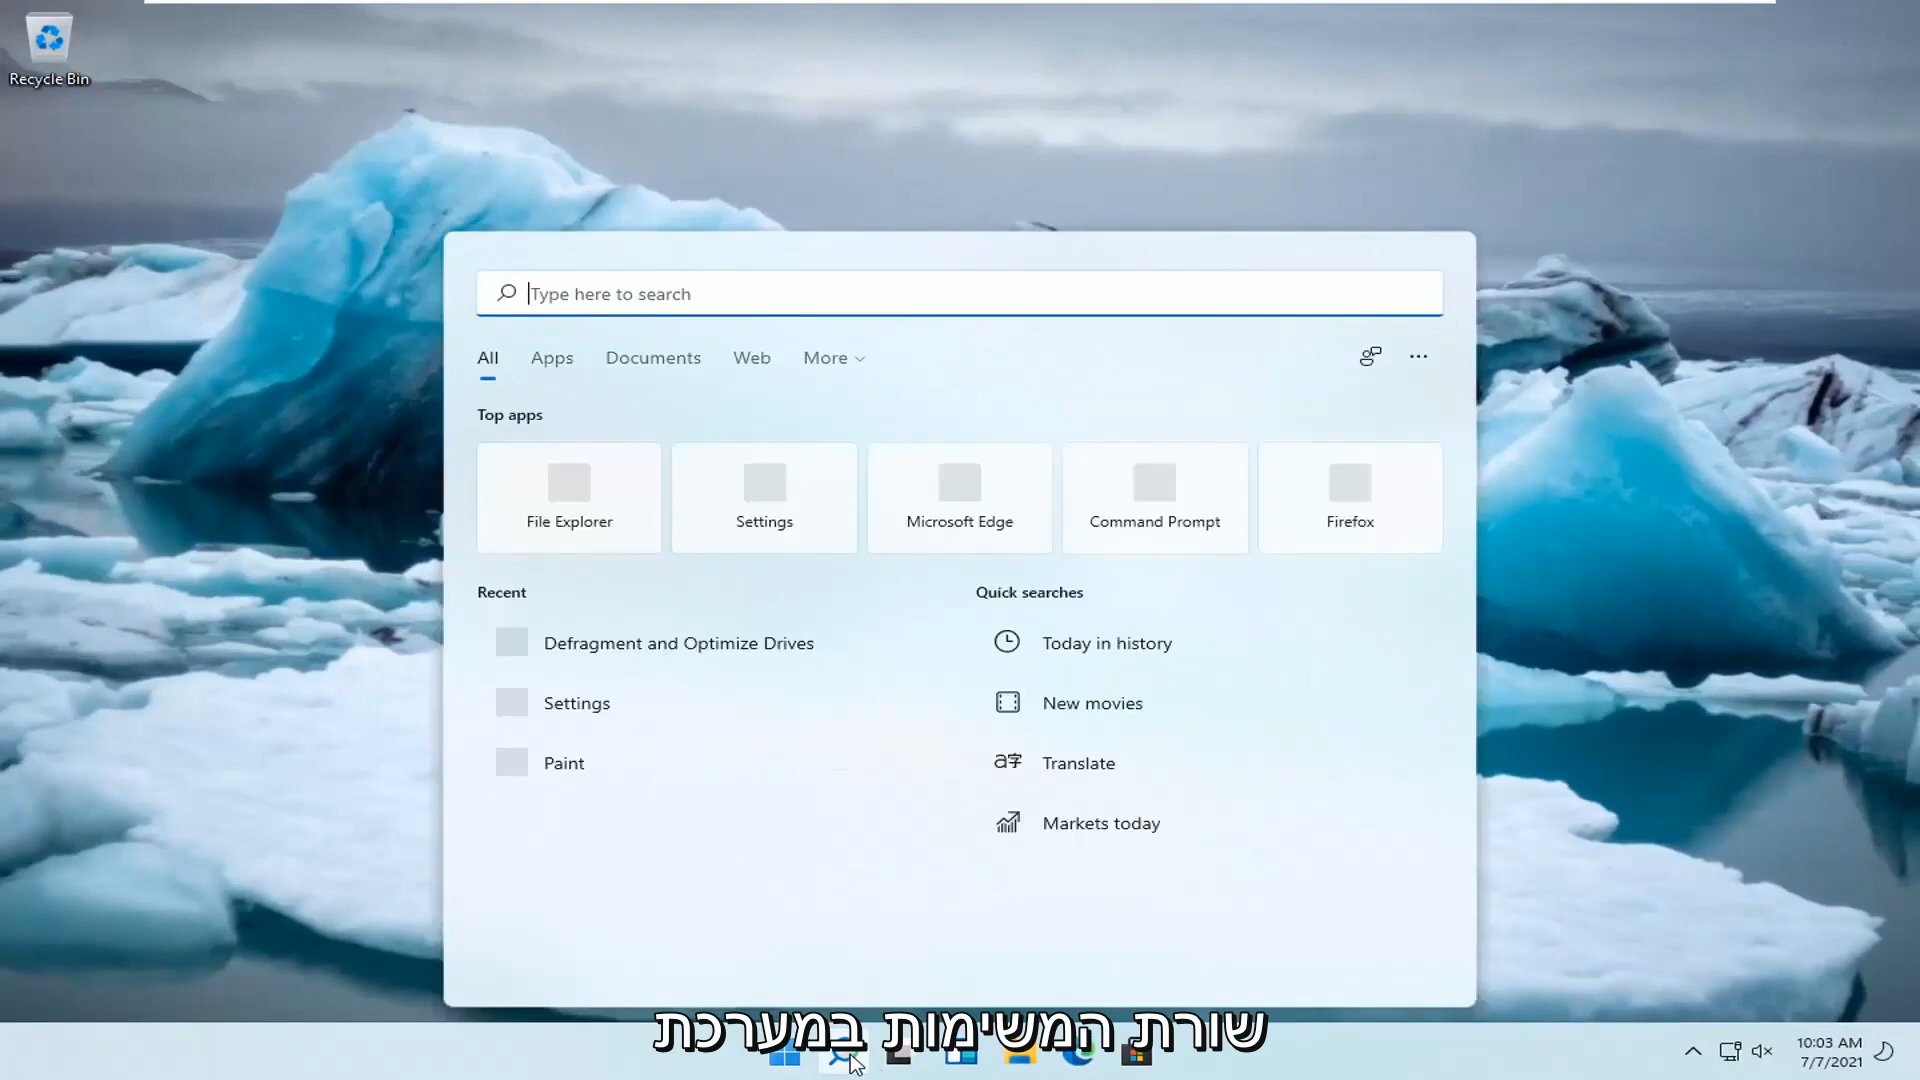 Recycle Bin
Type here to search
All Apps Documents Web More
Top apps
File Explorer Settings Microsoft Edge Command Prompt Firefox
Recent
Defragment and Optimize Drives
Settings
Paint
Quick searches
Today in history
New movies
Translate
Markets today
שורת המשימות במערכת
10:03 AM
7/7/2021